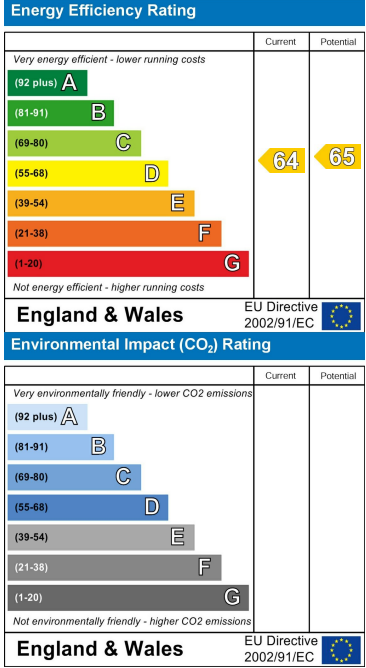 Energy Efficiency Rating
Current Potential
Very energy efficient - lower running costs
(92 plus) A
(81-91) B
(69-80) C
(55-68) D
64 65
(39-54) E
(21-38) F
(1-20) G
Not energy efficient - higher running costs
England & Wales
EU Directive
2002/91/EC
Environmental Impact (CO₂) Rating
Current Potential
Very environmentally friendly - lower CO2 emissions
(92 plus) A
(81-91) B
(69-80) C
(55-68) D
(39-54) E
(21-38) F
(1-20) G
Not environmentally friendly - higher CO2 emissions
England & Wales
EU Directive
2002/91/EC